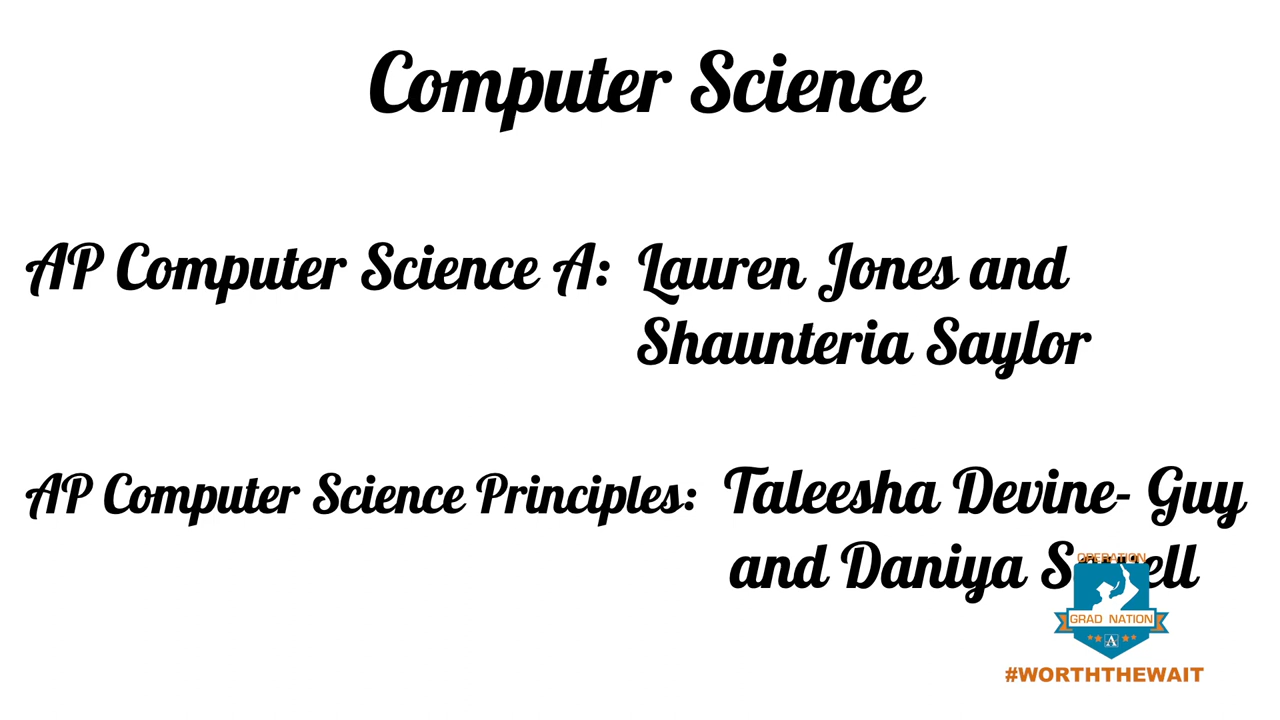 Computer Science
AP Computer Science A: Lauren Jones and
Shaunteria Saylor
AP Computer Science Principles: Taleesha Devine- Guy
and Daniya
OPERATION
GRAD NATION
A
#WORTHTHEWAIT